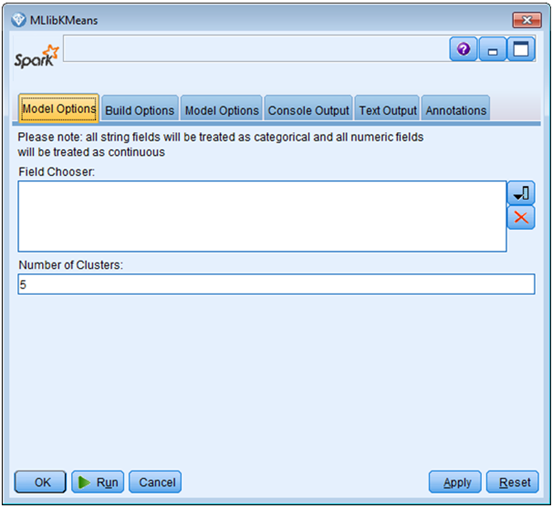 MLlibKMeans
Spark
Model Options Build Options Model Options Console Output Text Output Annotations
Please note: all string fields will be treated as categorical and all numeric fields
will be treated as continuous
Field Chooser:
Number of Clusters:
5
OK Run Cancel Apply Reset